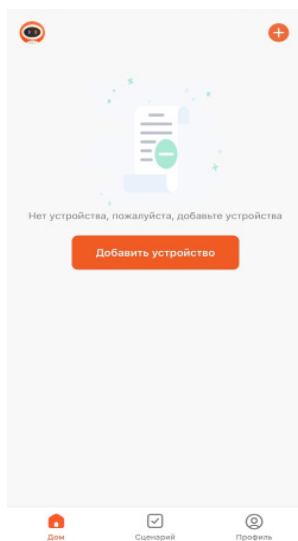 Нет устройства, пожалуйста, добавьте устройства
Добавить устройство
Дом
Сценарий
Профиль